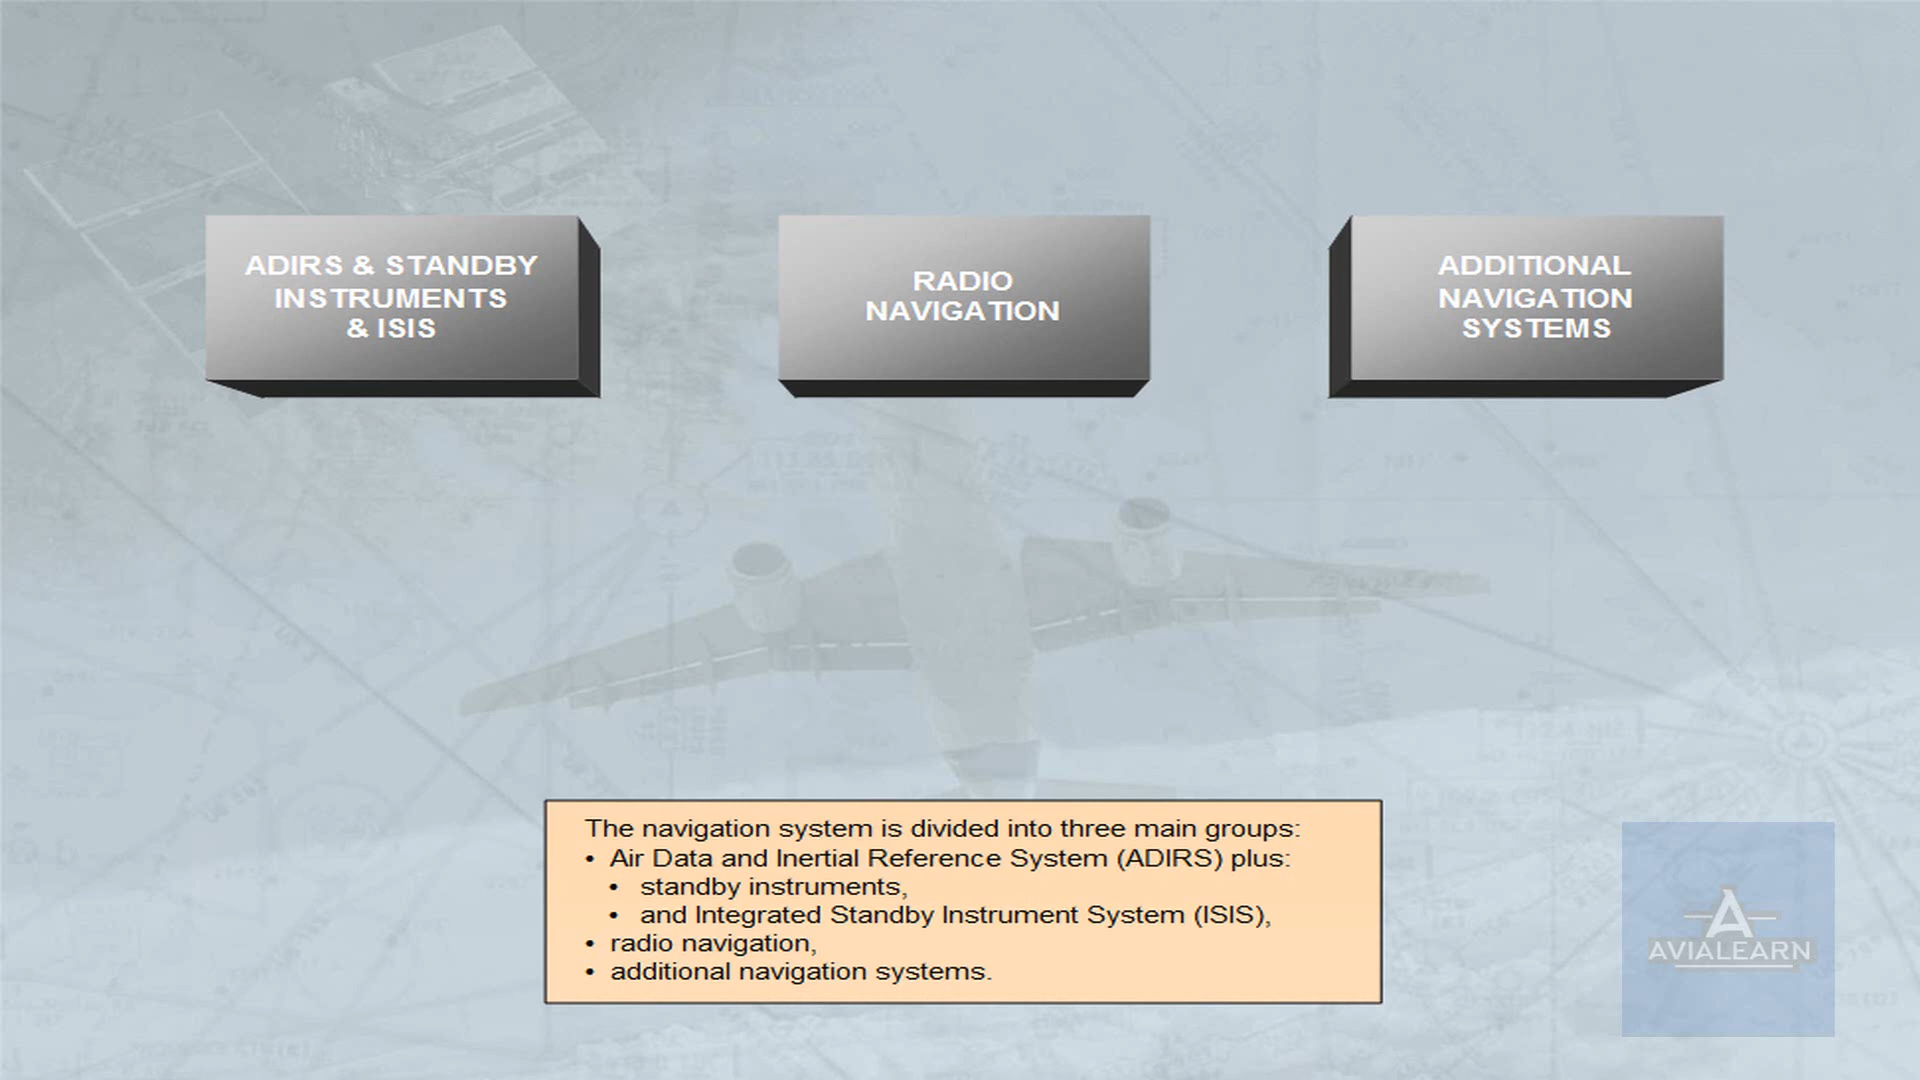 ADIRS & STANDBY
INSTRUMENTS
& ISIS
RADIO
NAVIGATION
ADDITIONAL
NAVIGATION
SYSTEMS
The navigation system is divided into three main groups:
• Air Data and Inertial Reference System (ADIRS) plus:
• standby instruments,
• and Integrated Standby Instrument System (ISIS),
• radio navigation,
• additional navigation systems.
A
AVIALEARN